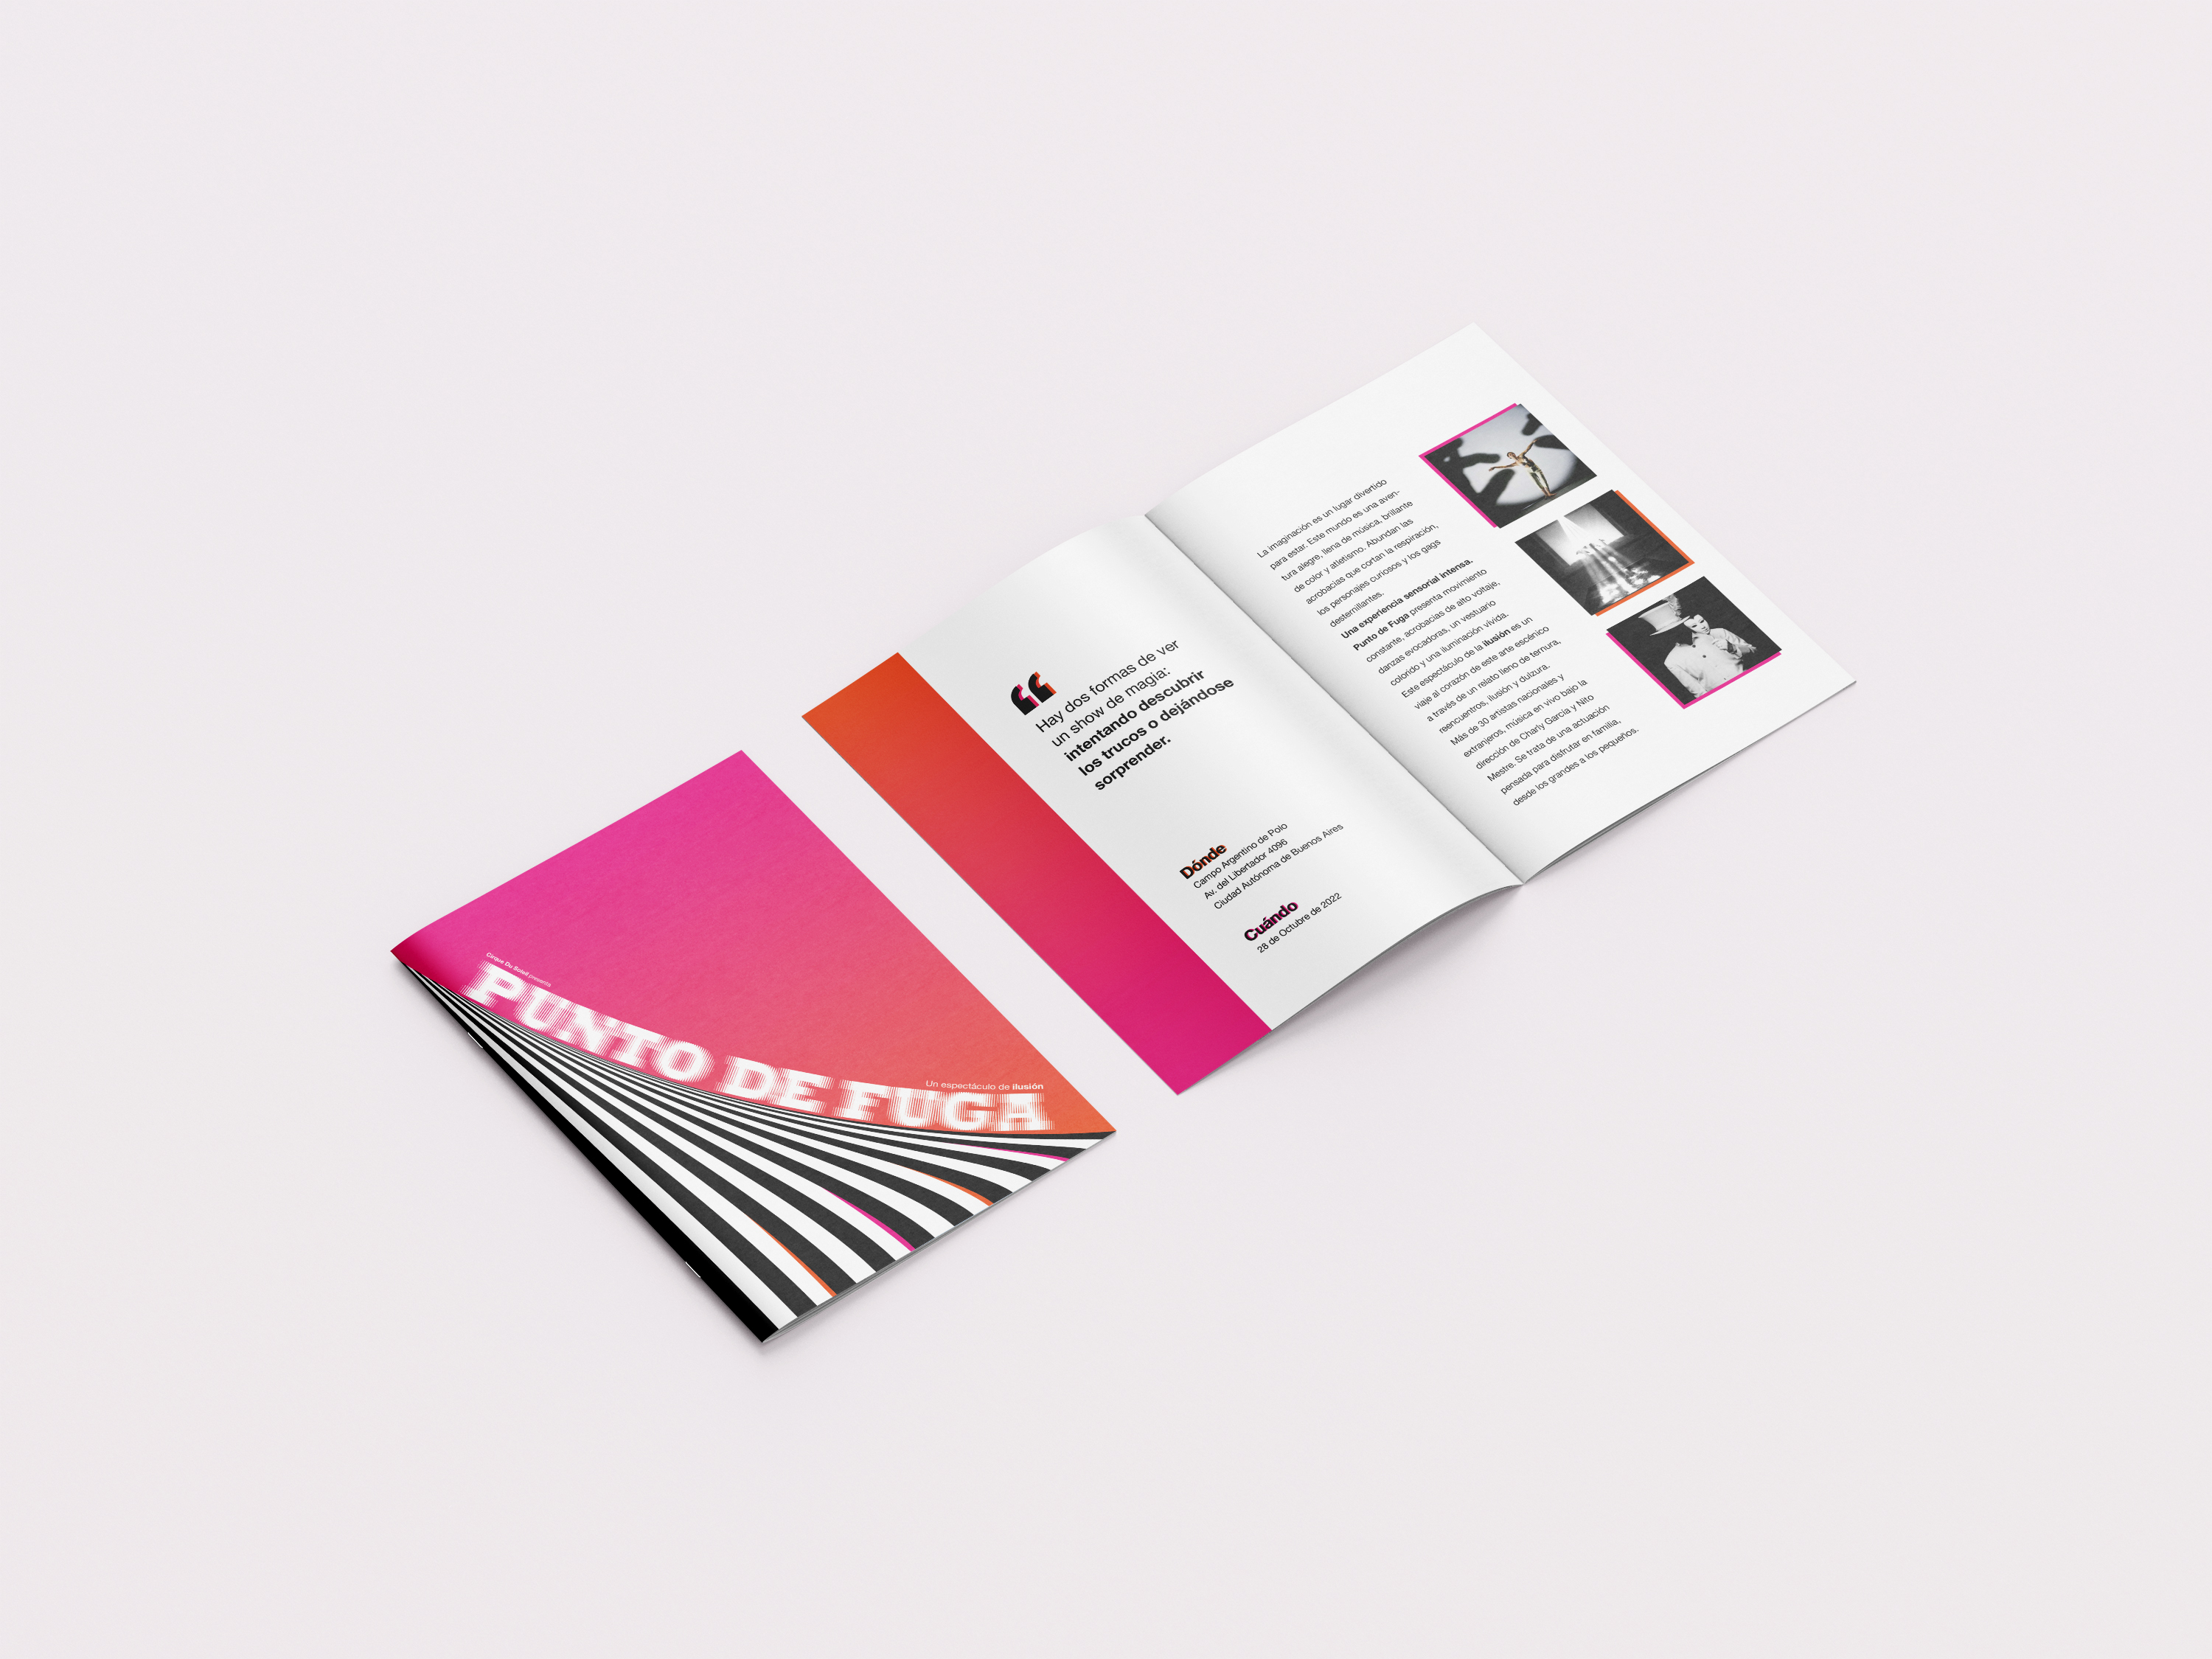 Cirque Du Soleil presenta
PUNTO DE FUGA
Un espectáculo de ilusión
Hay dos formas de ver
un show de magia:
intentando descubrir
los trucos o dejándose
sorprender.
Dónde
Campo Argentino de Polo
Av. del Libertador 4096
Ciudad Autónoma de Buenos Aires
Cuándo
28 de Octubre de 2022
La imaginación es un lugar divertido
para estar. Este mundo es una aven-
tura alegre, llena de música, brillante
de color y atletismo. Abundan las
acrobacias que cortan la respiración,
los personajes curiosos y los gags
desternillantes.
Una experiencia sensorial intensa.
Punto de Fuga presenta movimiento
constante, acrobacias de alto voltaje,
danzas evocadoras, un vestuario
colorido y una iluminación vívida.
Este espectáculo de la ilusión es un
viaje al corazón de este arte escénico
a través de un relato lleno de ternura,
reencuentros, ilusión y dulzura.
Más de 30 artistas nacionales y
extranjeros, música en vivo bajo la
dirección de Charly García y Nito
Mestre. Se trata de una actuación
pensada para disfrutar en familia,
desde los grandes a los pequeños.